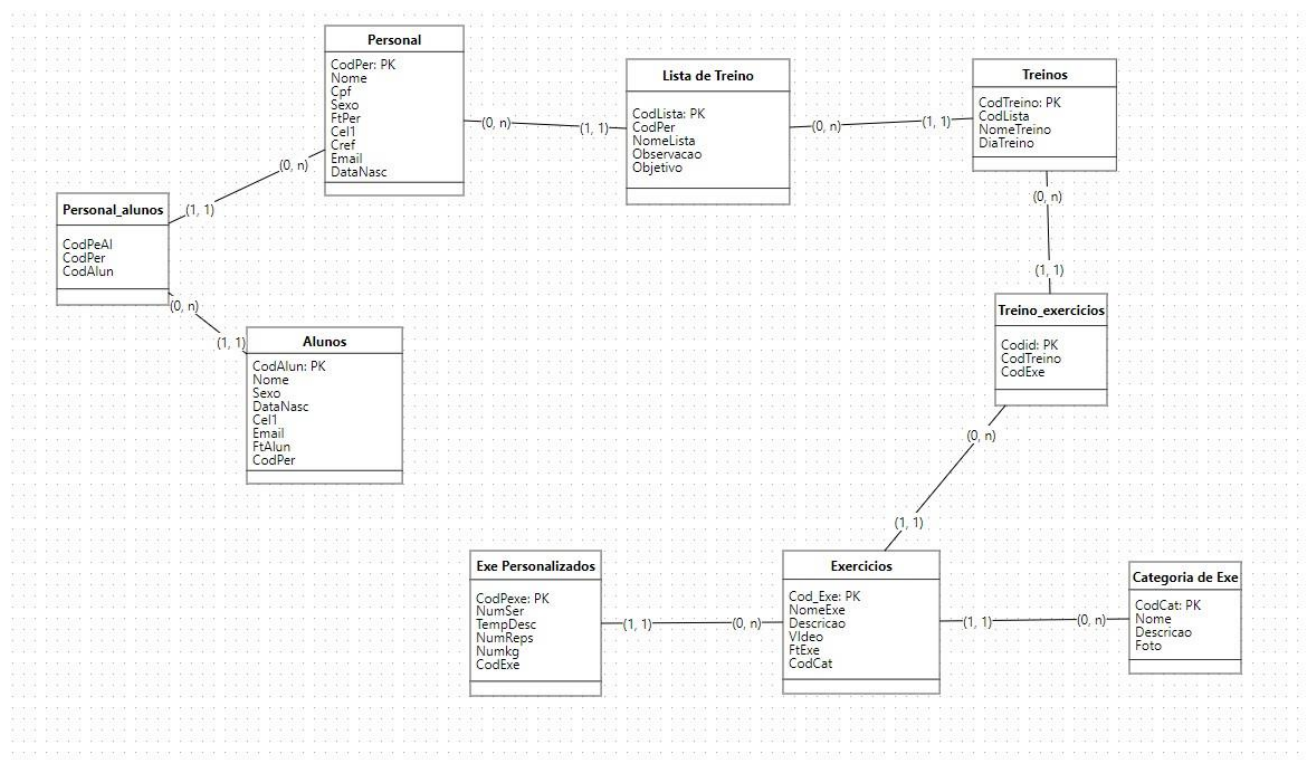 Personal
CodPer: PK
Nome
Cpf
Sexo
FtPer
Cel1
Cref
Email
DataNasc
(0, n)
(1, 1)
Lista de Treino
CodLista: PK
CodPer
NomeLista
Observacao
Objetivo
(0, n)
(1, 1)
Treinos
CodTreino: PK
CodLista
NomeTreino
DiaTreino
(0, n)
(1, 1)
Personal_alunos
CodPeAl
CodPer
CodAlun
(0, n)
(1, 1)
Alunos
CodAlun: PK
Nome
Sexo
DataNasc
Cel1
Email
FtAlun
CodPer
(0, n)
(1, 1)
Treino_exercicios
Codid: PK
CodTreino
CodExe
(0, n)
(1, 1)
Exe Personalizados
CodPexe: PK
NumSer
TempDesc
NumReps
Numkg
CodExe
(1, 1)
(0, n)
Exercicios
Cod_Exe: PK
NomeExe
Descricao
VIdeo
FtExe
CodCat
(1, 1)
(0, n)
Categoria de Exe
CodCat: PK
Nome
Descricao
Foto